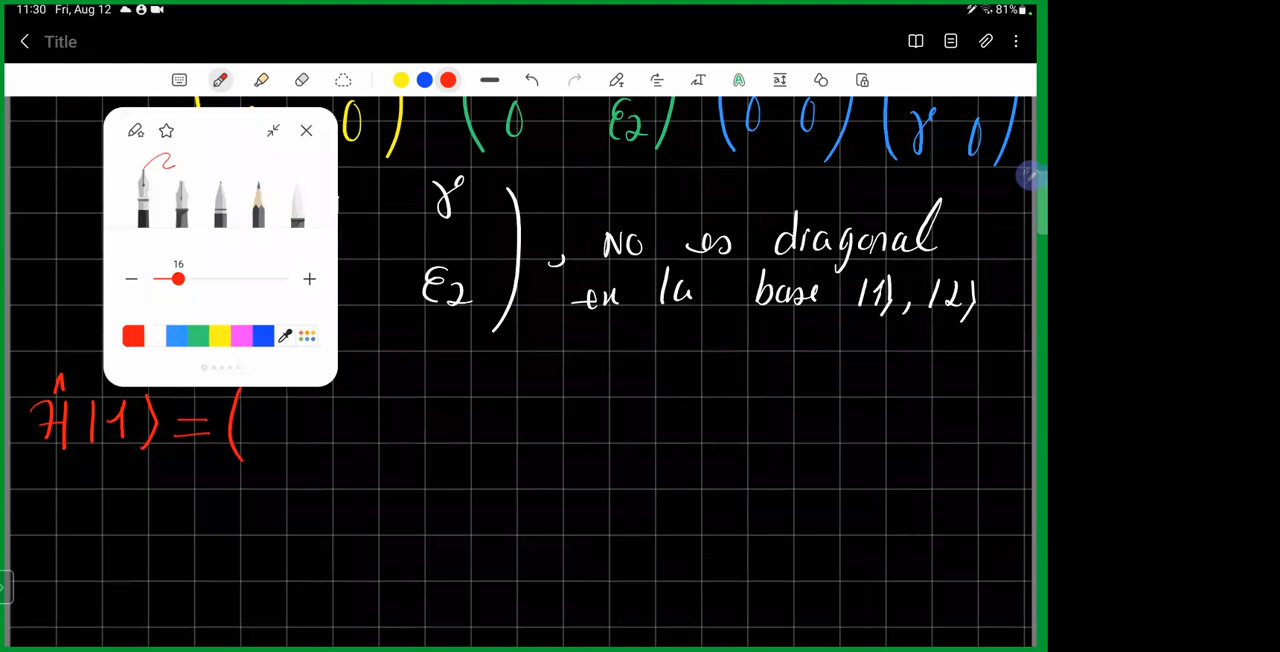 11:30 Fri, Aug 12 81%
Title
0) (0 ε2) (0 0) (γ 0)
16
γ
ε2) , NO es diagonal
en la base |1⟩, |2⟩
Ĥ|1⟩ = (